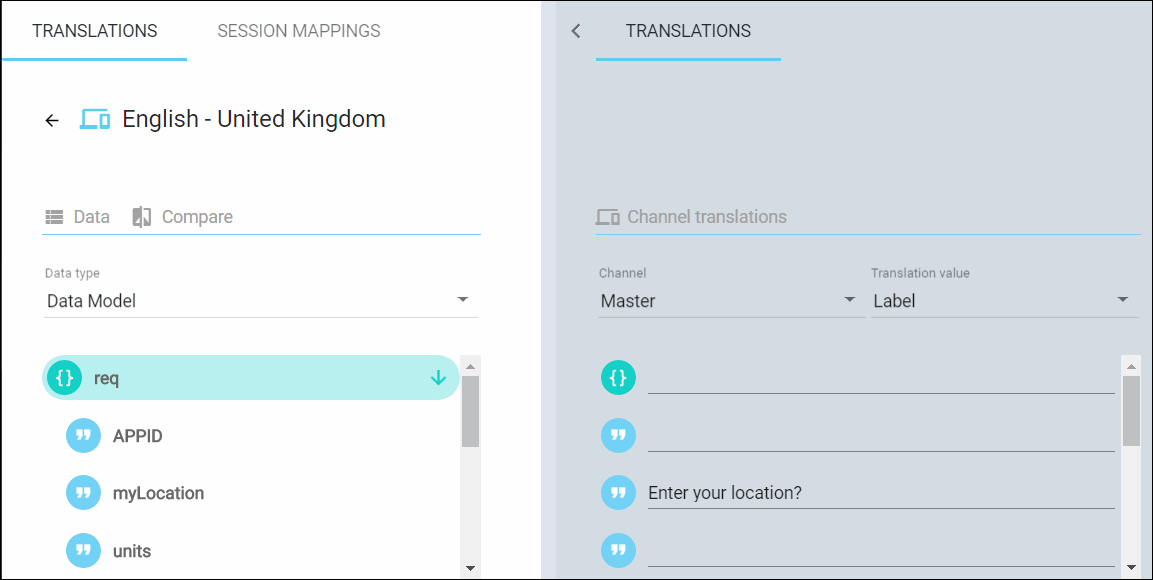 TRANSLATIONS SESSION MAPPINGS
English - United Kingdom
Data Compare
Data type
Data Model
{} req
APPID
myLocation
units
TRANSLATIONS
Channel translations
Channel Translation value
Master Label
{}
Enter your location?